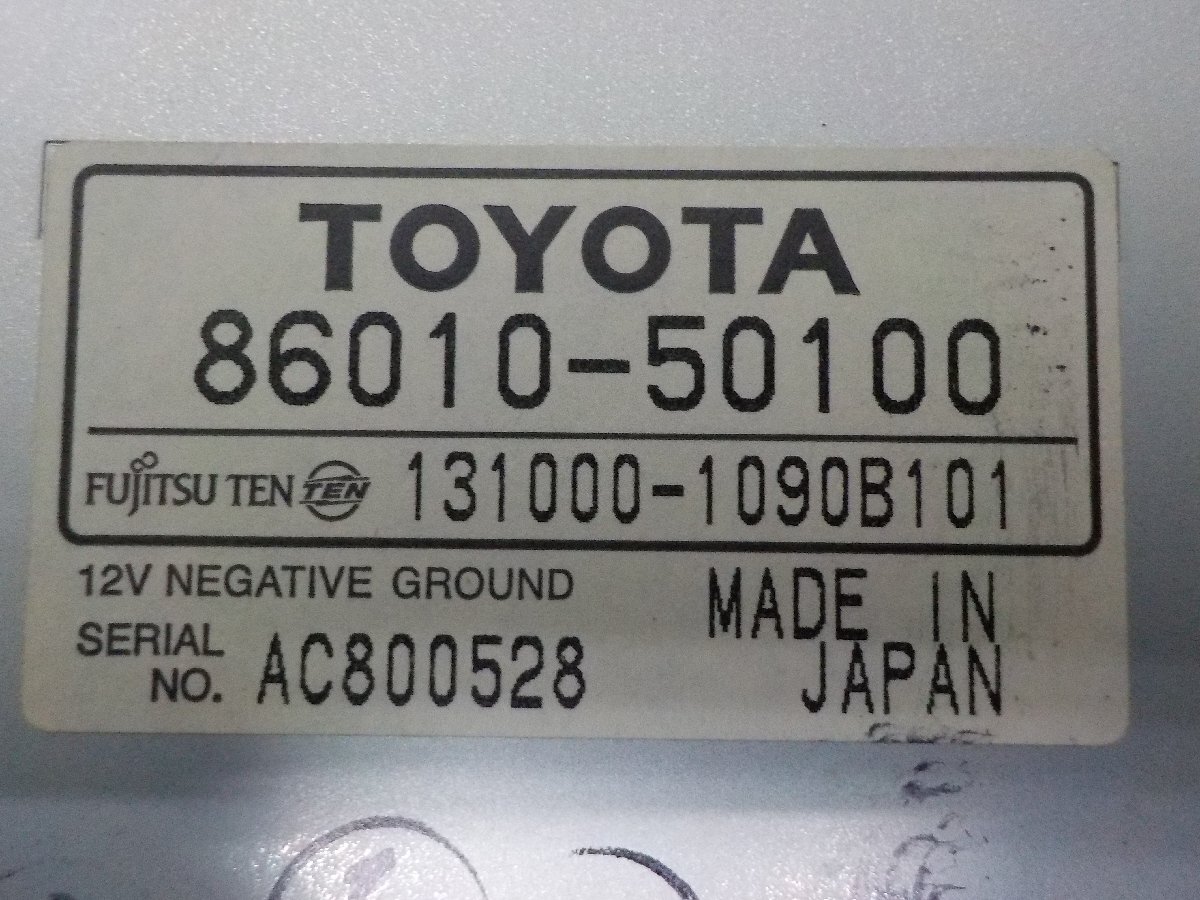 TOYOTA
86010-50100
FUJITSU TEN TEN 131000-1090B101
12V NEGATIVE GROUND
SERIAL NO. AC800528
MADE IN JAPAN